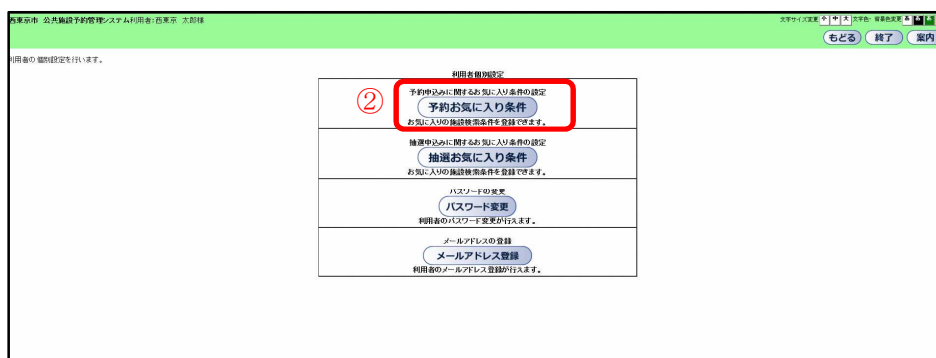 西東京市 公共施設予約管理システム利用者:西東京 太郎様
文字サイズ変更 小 中 大 文字色・背景色変更 あ あ あ
もどる 終了 案内
利用者の個別設定を行います。
利用者個別設定
予約申込みに関するお気に入り条件の設定
②
予約お気に入り条件
お気に入りの施設検索条件を登録できます。
抽選申込みに関するお気に入り条件の設定
抽選お気に入り条件
お気に入りの施設検索条件を登録できます。
パスワードの変更
パスワード変更
利用者のパスワード変更が行えます。
メールアドレスの登録
メールアドレス登録
利用者のメールアドレス登録が行えます。